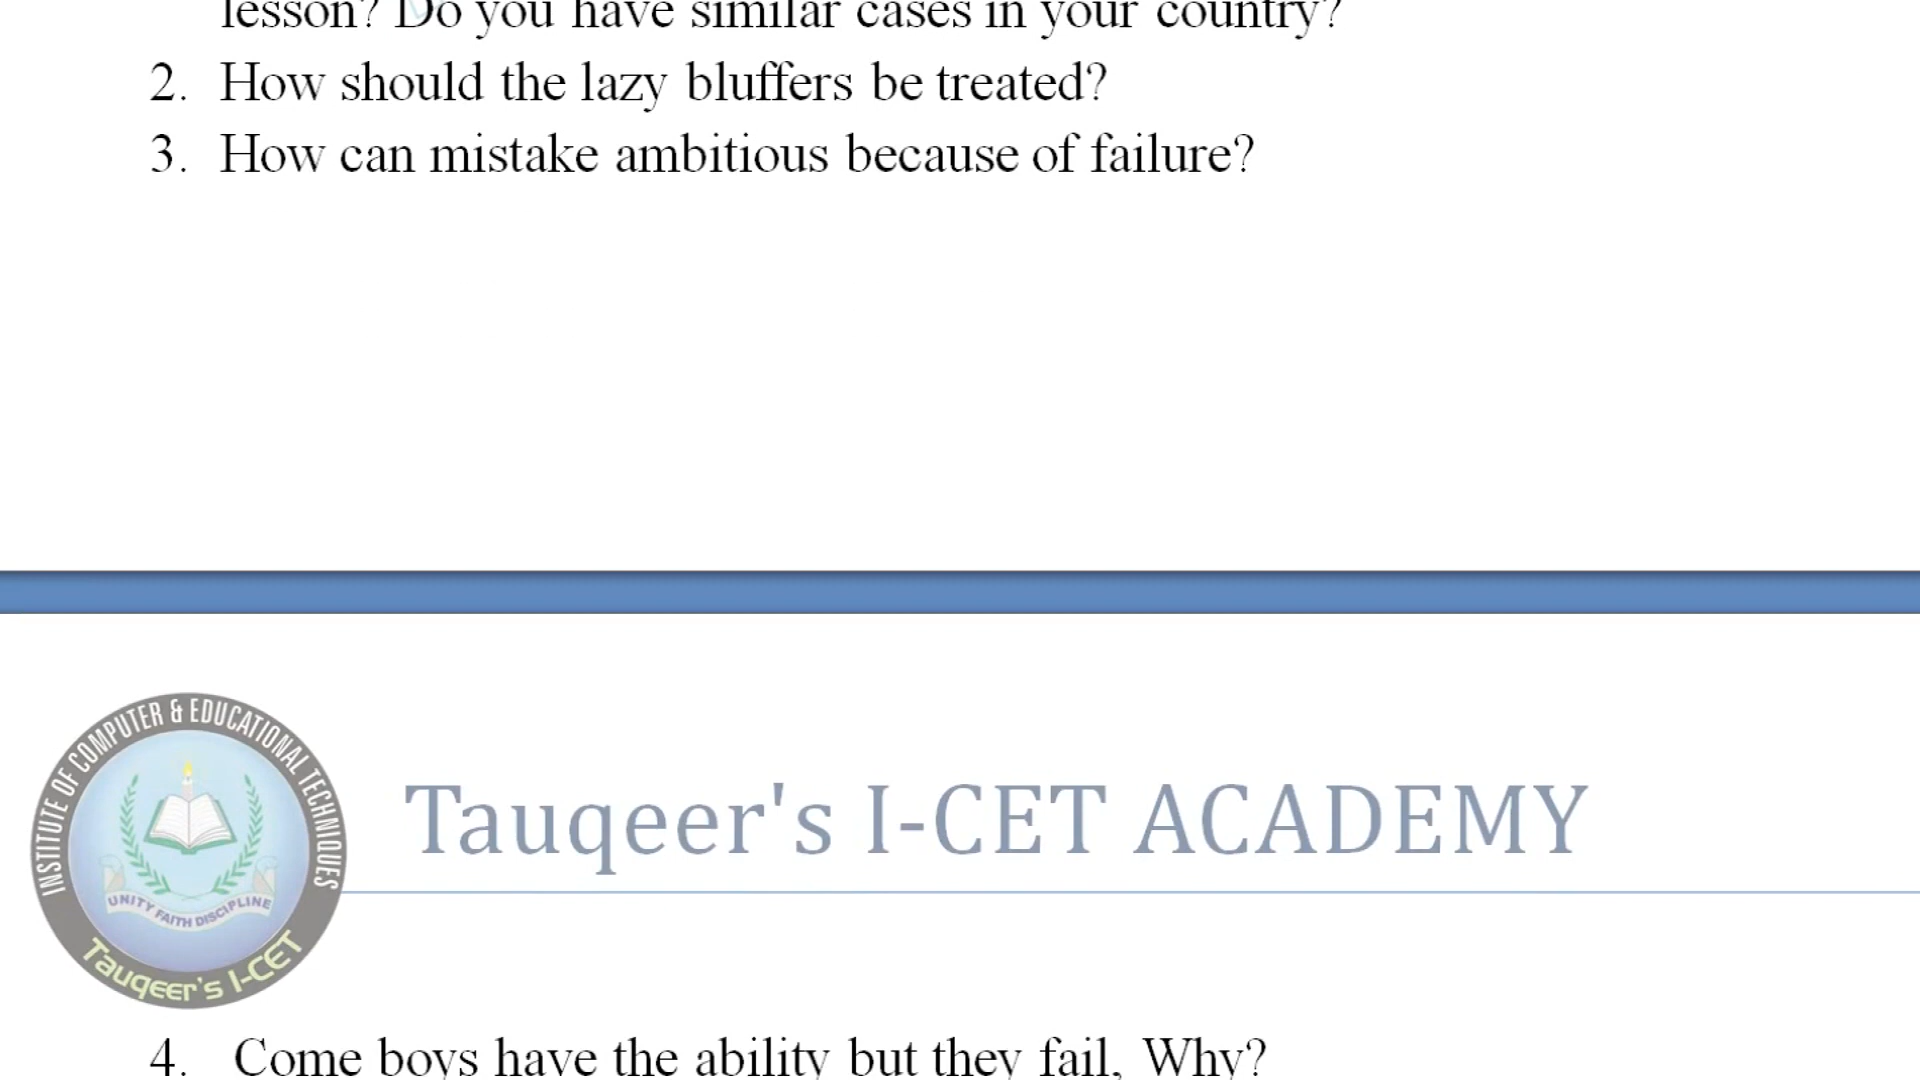 lesson? Do you have similar cases in your country?
2. How should the lazy bluffers be treated?
3. How can mistake ambitious because of failure?
INSTITUTE OF COMPUTER & EDUCATIONAL TECHNIQUES
UNITY FAITH DISCIPLINE
Tauqeer's I-CET
Tauqeer's I-CET ACADEMY
4. Come boys have the ability but they fail, Why?